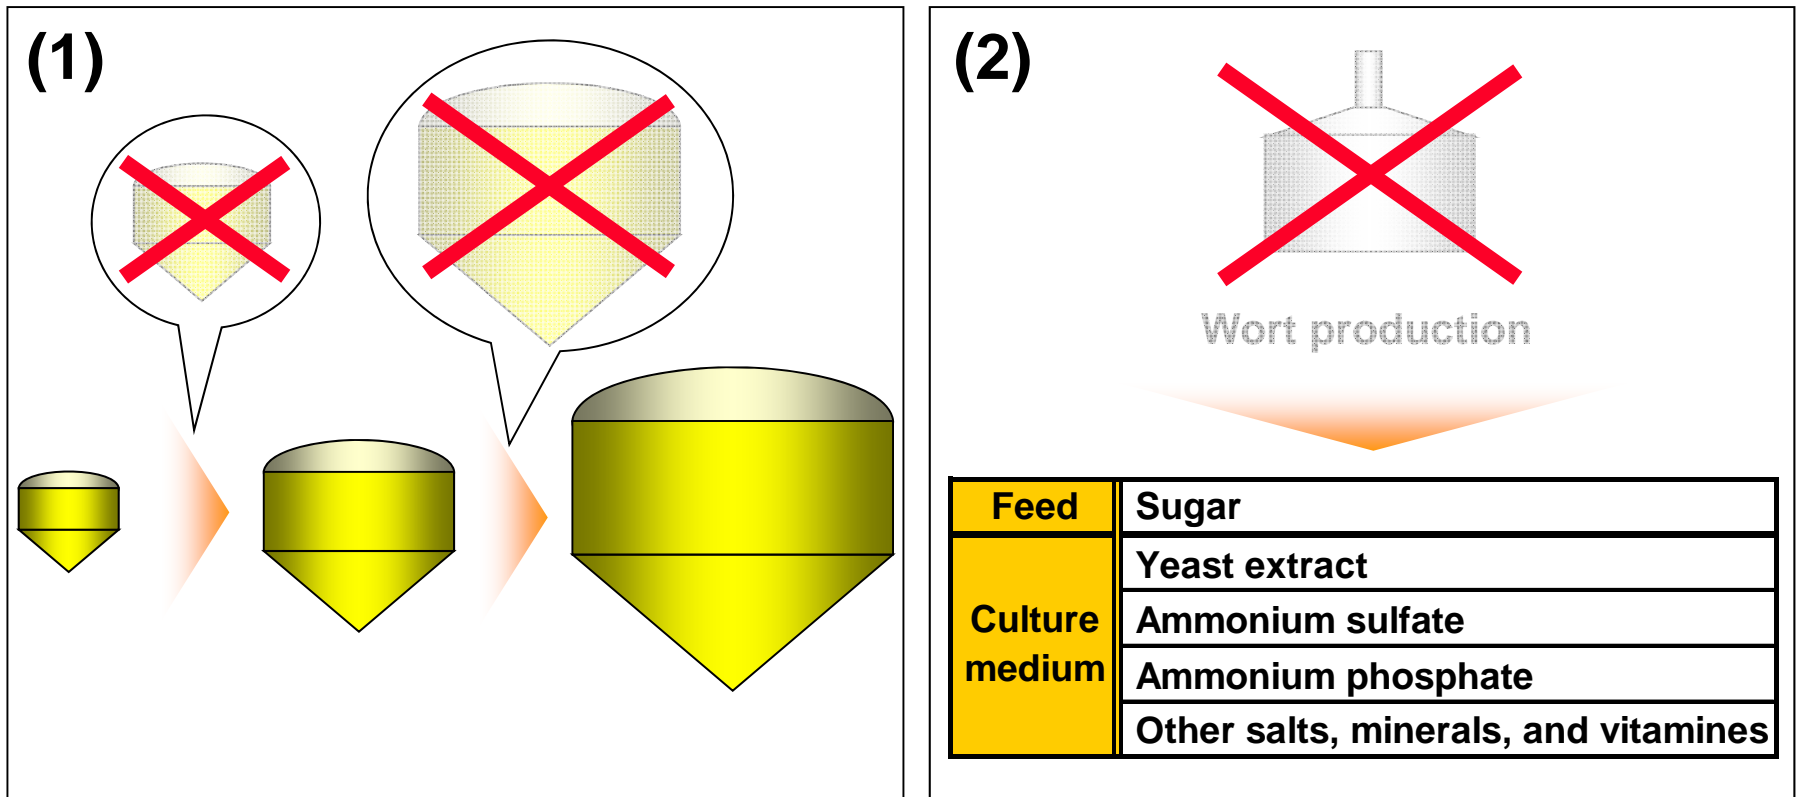 (1)
(2)
Wort production
Feed
Sugar
Culture
medium
Yeast extract
Ammonium sulfate
Ammonium phosphate
Other salts, minerals, and vitamines